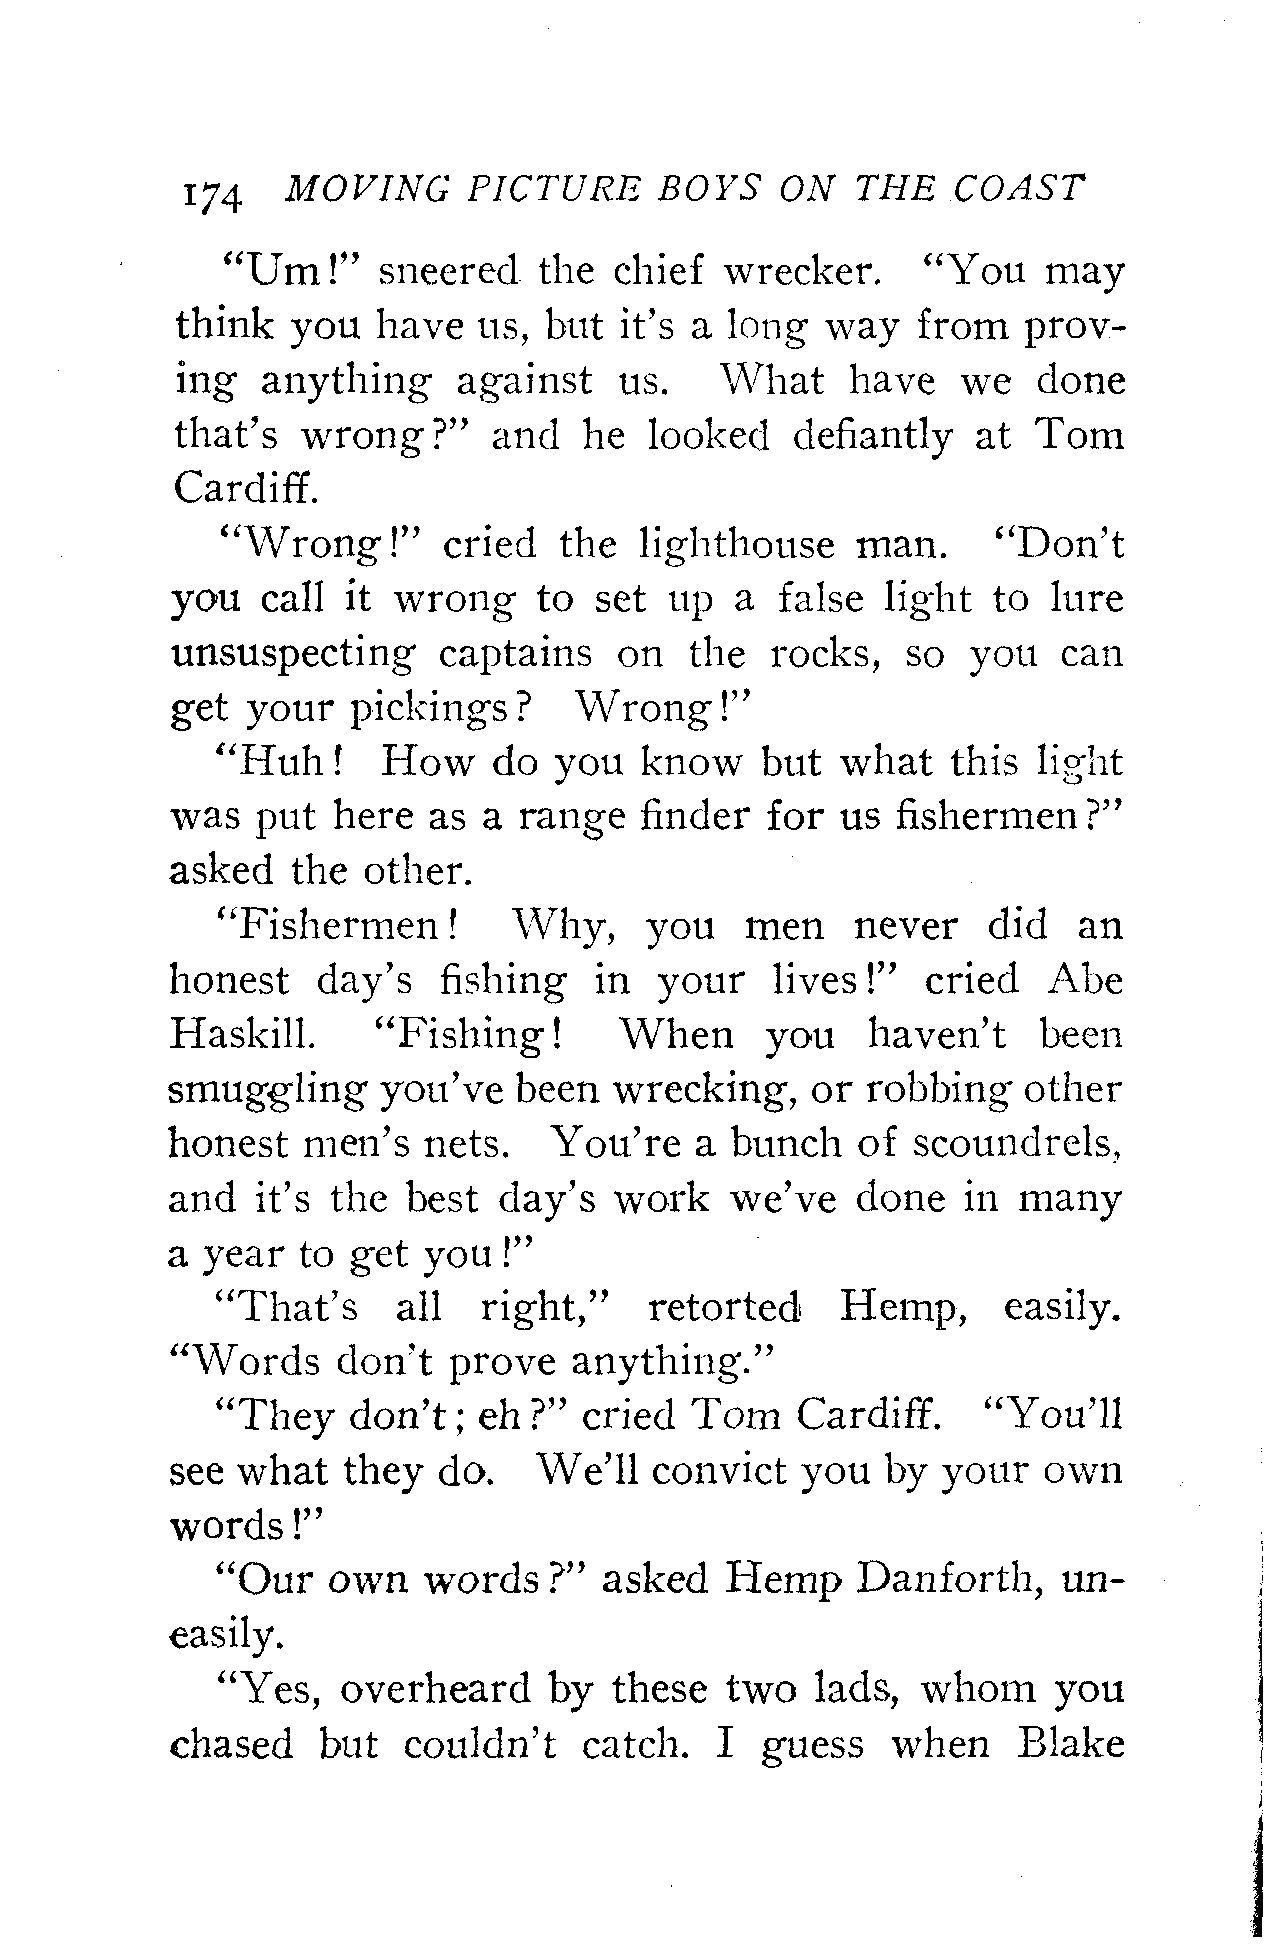 174 MOVING PICTURE BOYS ON THE COAST
"Um!" sneered the chief wrecker. "You may
think you have us, but it's a long way from prov-
ing anything against us. What have we done
that's wrong?" and he looked defiantly at Tom
Cardiff.
"Wrong!" cried the lighthouse man. "Don't
you call it wrong to set up a false light to lure
unsuspecting captains on the rocks, so you can
get your pickings? Wrong!"
"Huh! How do you know but what this light
was put here as a range finder for us fishermen?"
asked the other.
"Fishermen! Why, you men never did an
honest day's fishing in your lives!" cried Abe
Haskill. "Fishing! When you haven't been
smuggling you've been wrecking, or robbing other
honest men's nets. You're a bunch of scoundrels,
and it's the best day's work we've done in many
a year to get you!"
"That's all right," retorted Hemp, easily.
"Words don't prove anything."
"They don't; eh?" cried Tom Cardiff. "You'll
see what they do. We'll convict you by your own
words!"
"Our own words?" asked Hemp Danforth, un-
easily.
"Yes, overheard by these two lads, whom you
chased but couldn't catch. I guess when Blake